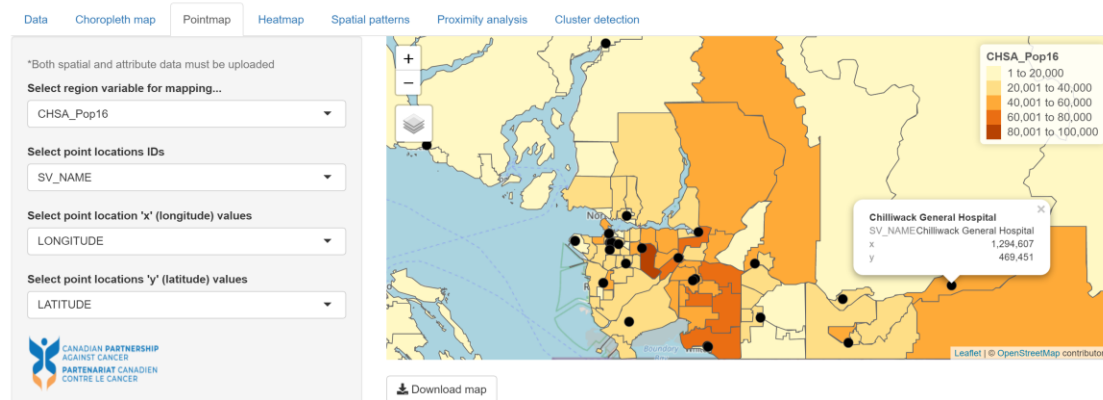 Data Choropleth map Pointmap Heatmap Spatial patterns Proximity analysis Cluster detection
*Both spatial and attribute data must be uploaded
Select region variable for mapping...
CHSA_Pop16
Select point locations IDs
SV_NAME
Select point location 'x' (longitude) values
LONGITUDE
Select point locations 'y' (latitude) values
LATITUDE
CANADIAN PARTNERSHIP
AGAINST CANCER
PARTENARIAT CANADIEN
CONTRE LE CANCER
+
−
CHSA_Pop16
1 to 20,000
20,001 to 40,000
40,001 to 60,000
60,001 to 80,000
80,001 to 100,000
Chilliwack General Hospital
×
SV_NAME Chilliwack General Hospital
x 1,294,607
y 469,451
Boundary
Leaflet | © OpenStreetMap contributor
Download map